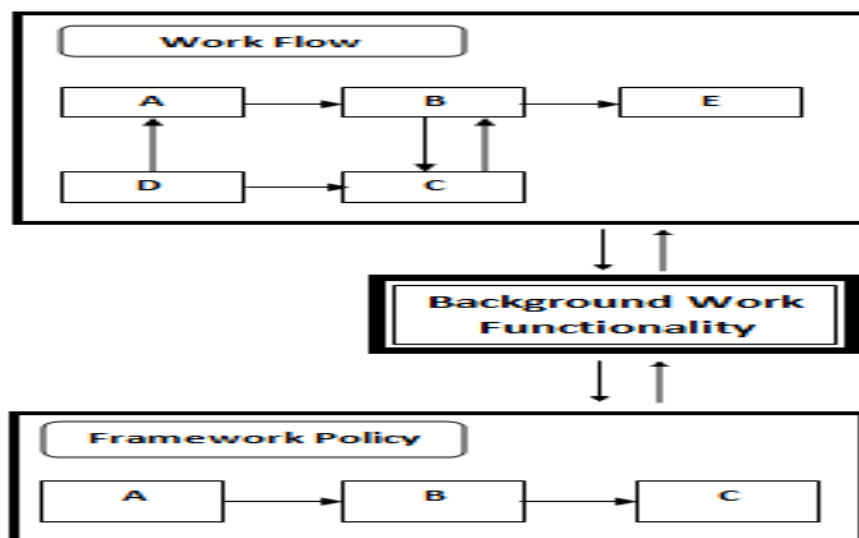 Work Flow
A
B
E
D
C
Background Work
Functionality
Framework Policy
A
B
C